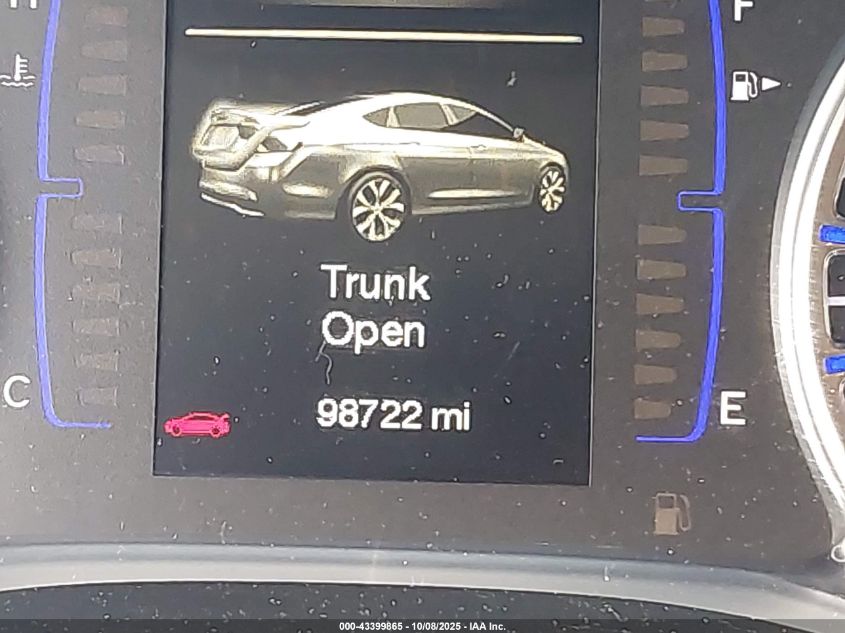 H
F
Trunk
Open
98722 mi
C
E
000-43399865 - 10/08/2025 - IAA Inc.